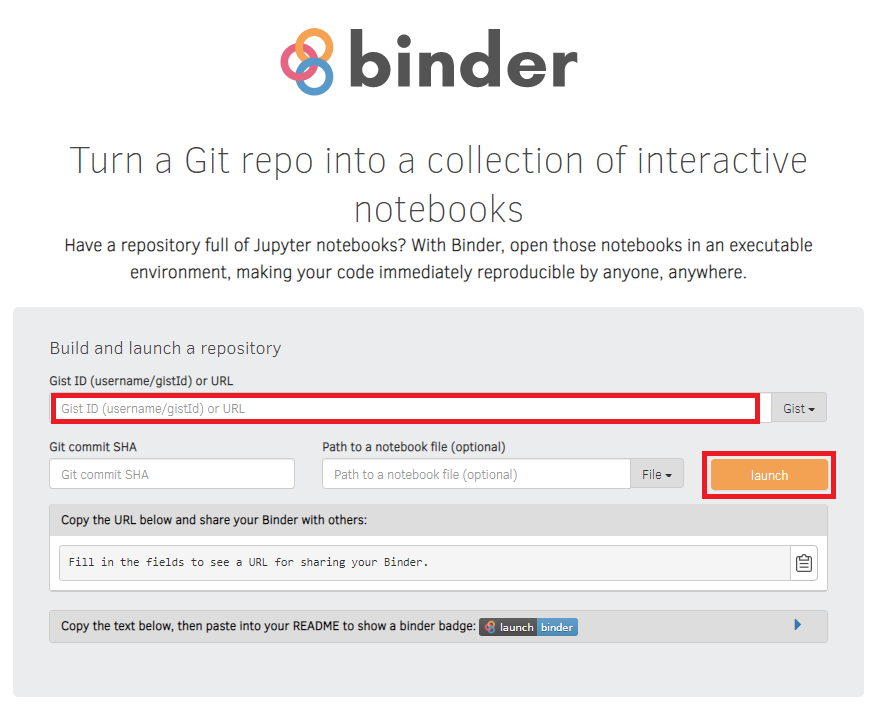 binder
Turn a Git repo into a collection of interactive
notebooks
Have a repository full of Jupyter notebooks? With Binder, open those notebooks in an executable
environment, making your code immediately reproducible by anyone, anywhere.
Build and launch a repository
Gist ID (username/gistId) or URL
Gist ID (username/gistId) or URL
Gist
Git commit SHA
Path to a notebook file (optional)
Git commit SHA
Path to a notebook file (optional)
File
launch
Copy the URL below and share your Binder with others:
Fill in the fields to see a URL for sharing your Binder.
Copy the text below, then paste into your README to show a binder badge: launch binder